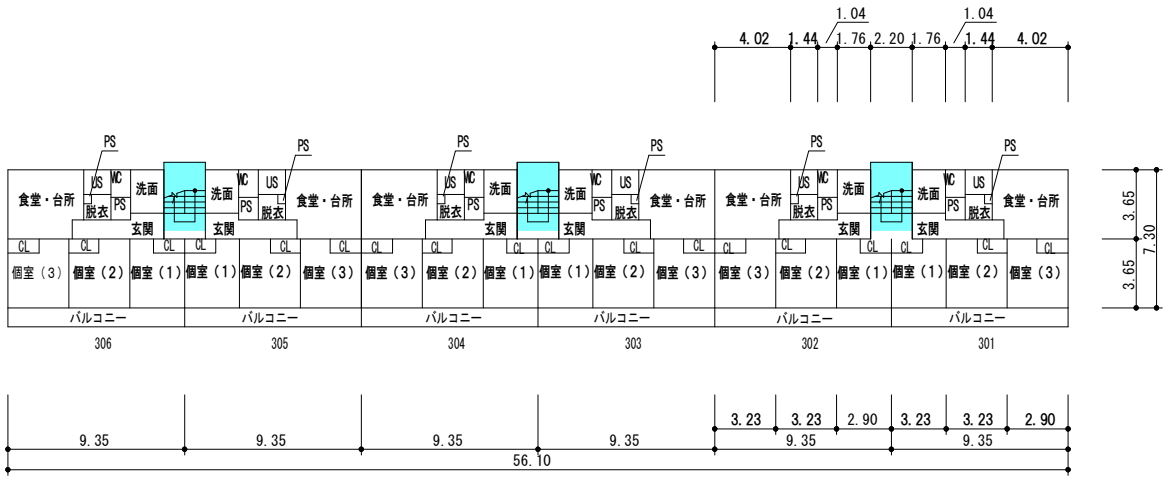 1.04 1.04
4.02 1.44 1.76 2.20 1.76 1.44 4.02
PS PS PS PS PS PS
US WC 洗面 洗面 WC US US WC 洗面 洗面 WC US US WC 洗面 洗面 WC US
食堂・台所 食堂・台所 食堂・台所 食堂・台所 食堂・台所 食堂・台所
脱衣 PS PS 脱衣 脱衣 PS PS 脱衣 脱衣 PS PS 脱衣
玄関 玄関 玄関 玄関 玄関 玄関
CL CL CL CL CL CL CL CL CL CL CL CL CL CL CL CL CL CL
個室(3) 個室(2) 個室(1) 個室(1) 個室(2) 個室(3) 個室(3) 個室(2) 個室(1) 個室(1) 個室(2) 個室(3) 個室(3) 個室(2) 個室(1) 個室(1) 個室(2) 個室(3)
バルコニー バルコニー バルコニー バルコニー バルコニー バルコニー
306 305 304 303 302 301
3.65
3.65
7.30
3.23 3.23 2.90 3.23 3.23 2.90
9.35 9.35 9.35 9.35 9.35 9.35
56.10